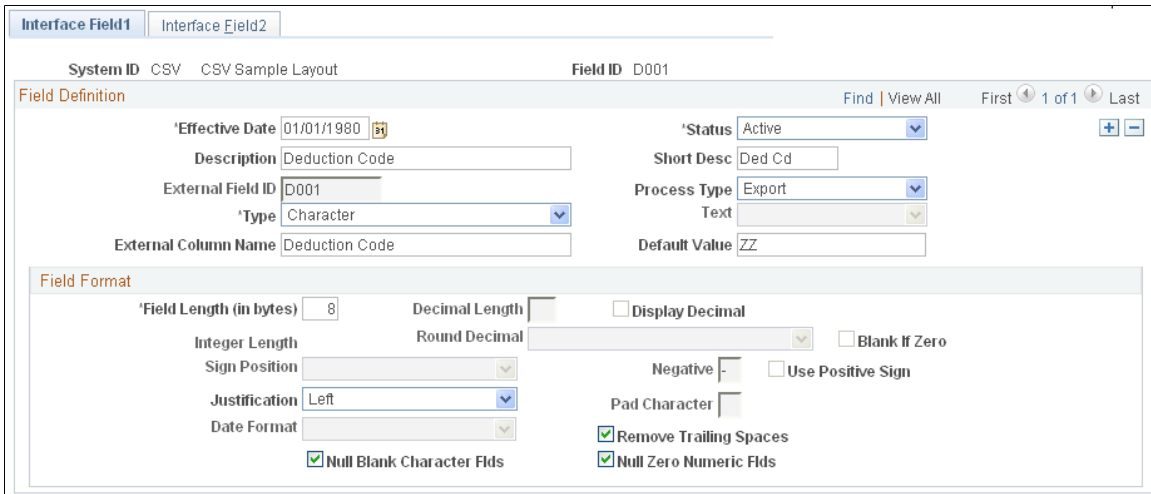 Interface Field1 Interface Field2
System ID CSV CSV Sample Layout Field ID D001
Field Definition Find | View All First 1 of 1 Last
*Effective Date 01/01/1980 31 *Status Active + -
Description Deduction Code Short Desc Ded Cd
External Field ID D001 Process Type Export
*Type Character Text
External Column Name Deduction Code Default Value ZZ
Field Format
*Field Length (in bytes) 8 Decimal Length Display Decimal
Integer Length Round Decimal Blank If Zero
Sign Position Negative - Use Positive Sign
Justification Left Pad Character
Date Format Remove Trailing Spaces
Null Blank Character Flds Null Zero Numeric Flds